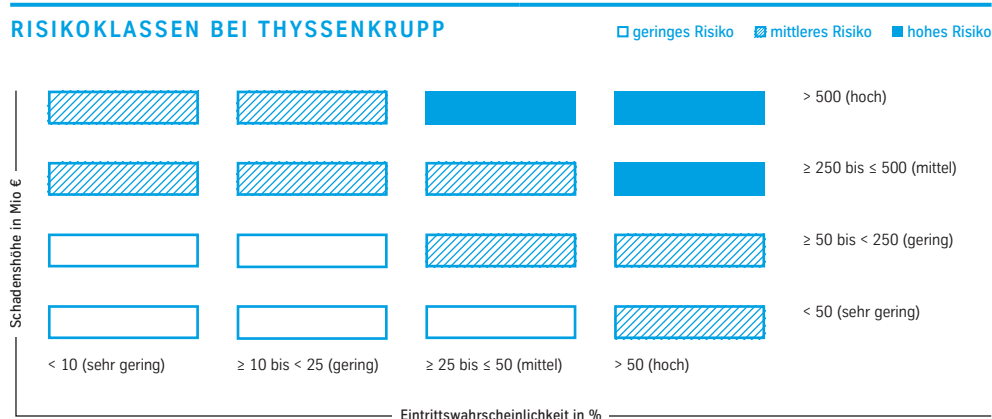 RISIKOKLASSEN BEI THYSSENKRUPP
geringes Risiko mittleres Risiko hohes Risiko
> 500 (hoch)
≥ 250 bis ≤ 500 (mittel)
≥ 50 bis < 250 (gering)
< 50 (sehr gering)
Schadenshöhe in Mio €
< 10 (sehr gering) ≥ 10 bis < 25 (gering) ≥ 25 bis ≤ 50 (mittel) > 50 (hoch)
Eintrittswahrscheinlichkeit in %